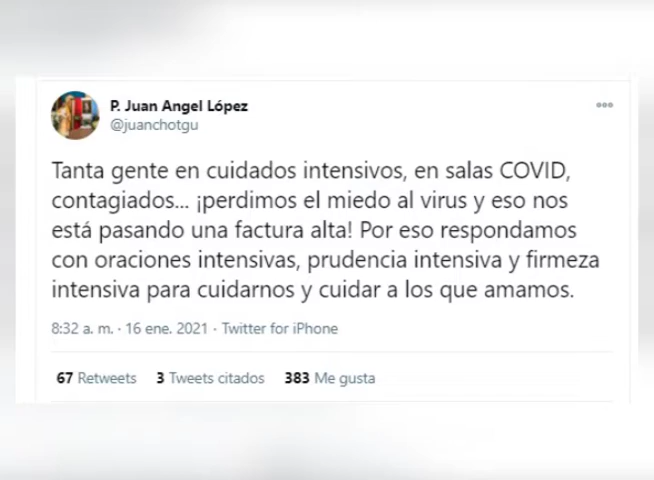 P. Juan Angel López
@juanchotgu
Tanta gente en cuidados intensivos, en salas COVID,
contagiados... ¡perdimos el miedo al virus y eso nos
está pasando una factura alta! Por eso respondamos
con oraciones intensivas, prudencia intensiva y firmeza
intensiva para cuidarnos y cuidar a los que amamos.
8:32 a. m. · 16 ene. 2021 · Twitter for iPhone
67 Retweets 3 Tweets citados 383 Me gusta